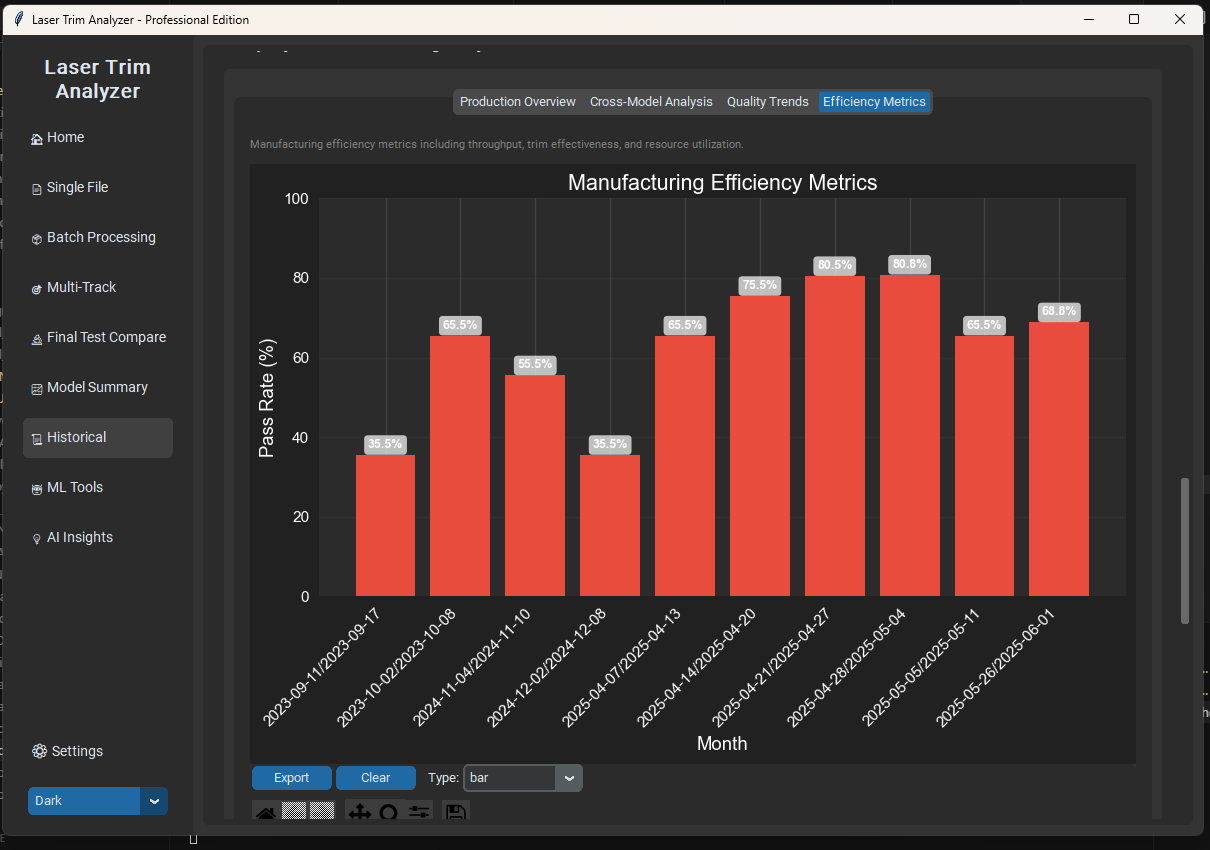 Laser Trim Analyzer - Professional Edition
Laser Trim
Analyzer
Home
Single File
Batch Processing
Multi-Track
Final Test Compare
Model Summary
Historical
ML Tools
AI Insights
Settings
Dark
Production Overview Cross-Model Analysis Quality Trends Efficiency Metrics
Manufacturing efficiency metrics including throughput, trim effectiveness, and resource utilization.
Manufacturing Efficiency Metrics
Pass Rate (%)
100
80
60
40
20
0
35.5%
65.5%
55.5%
35.5%
65.5%
75.5%
80.5%
80.8%
65.5%
68.8%
2023-09-11/2023-09-17
2023-10-02/2023-10-08
2024-11-04/2024-11-10
2024-12-02/2024-12-08
2025-04-07/2025-04-13
2025-04-14/2025-04-20
2025-04-21/2025-04-27
2025-04-28/2025-05-04
2025-05-05/2025-05-11
2025-05-26/2025-06-01
Month
Export Clear Type: bar